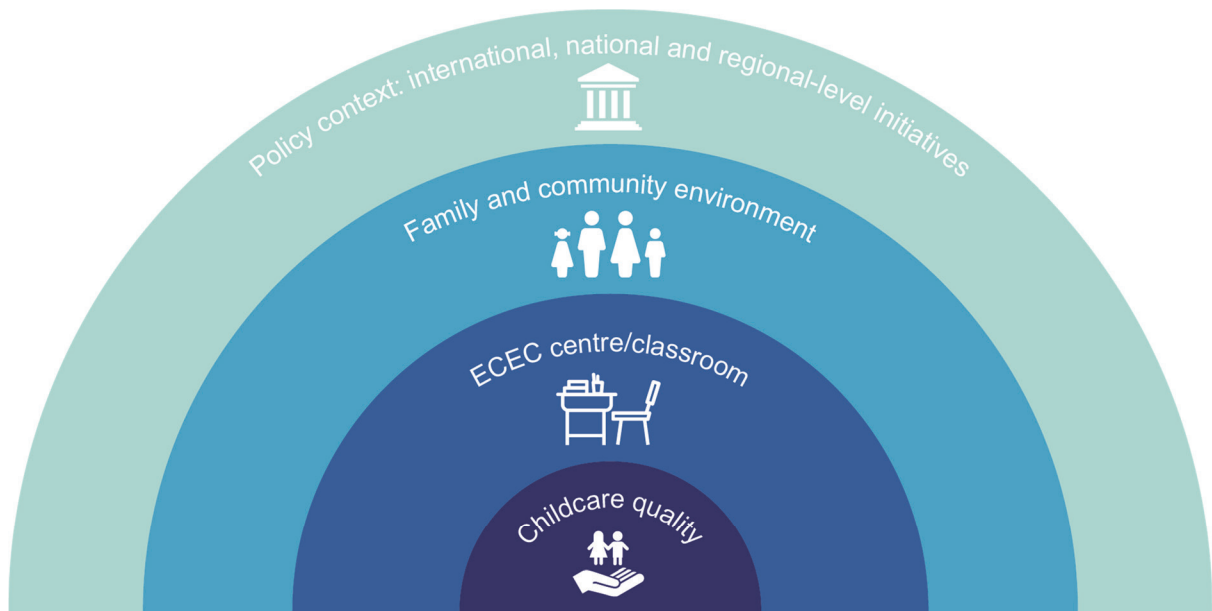 Policy context: international, national and regional-level initiatives
Family and community environment
ECEC centre/classroom
Childcare quality